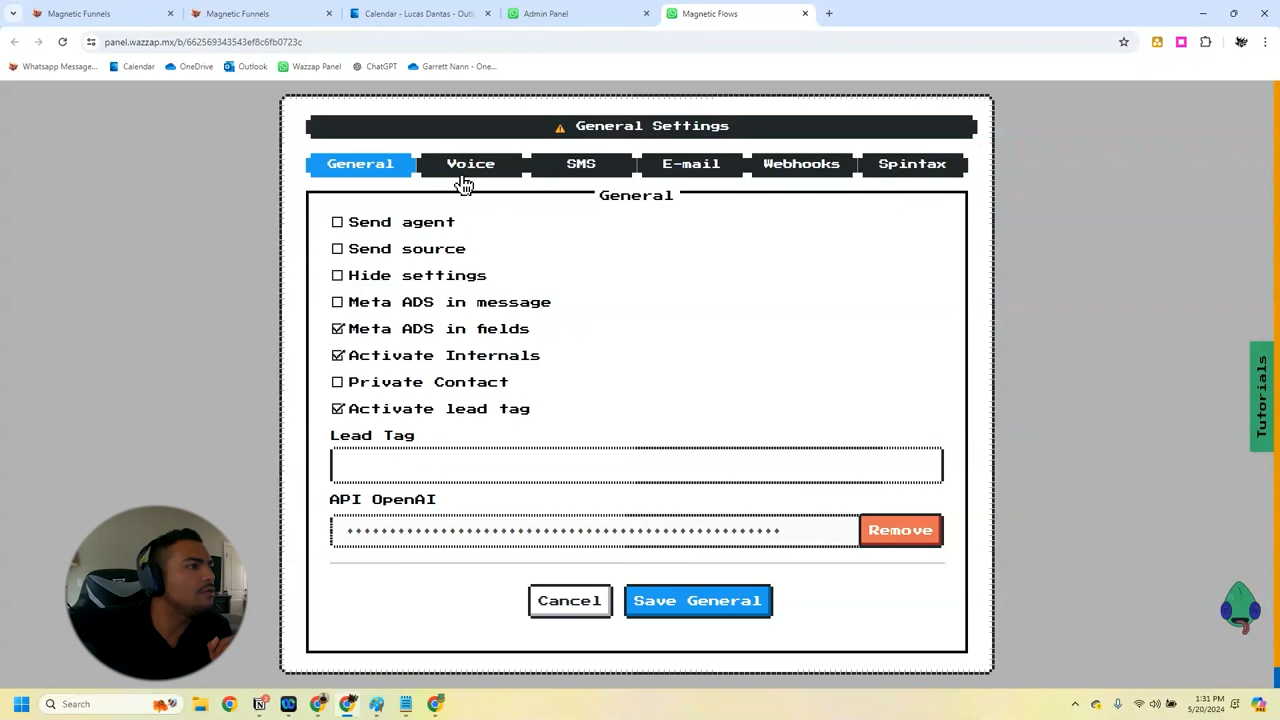 Magnetic Funnels
Magnetic Funnels
Calendar - Lucas Dantas - Outl
Admin Panel
Magnetic Flows
panel.wazzap.mx/b/662569343543ef8c6fb0723c
Whatsapp Message...
Calendar
OneDrive
Outlook
Wazzap Panel
ChatGPT
Garrett Nann - One...
General Settings
General
Voice
SMS
E-mail
Webhooks
Spintax
General
Send agent
Send source
Hide settings
Meta ADS in message
Meta ADS in fields
Activate Internals
Private Contact
Activate lead tag
Lead Tag
API OpenAI
Remove
Cancel
Save General
Tutorials
Search
1:31 PM
5/20/2024